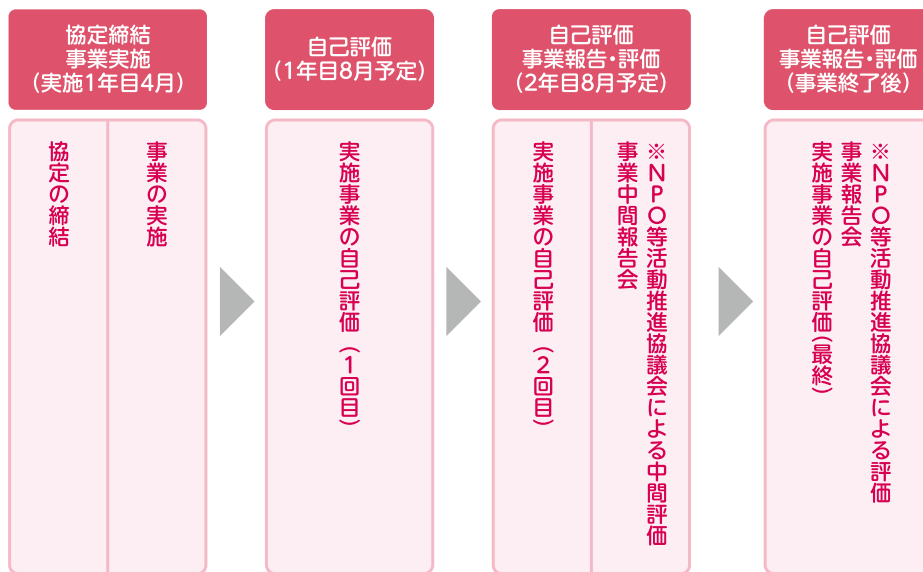 協定締結
事業実施
(実施1年目4月)
協定の締結
事業の実施
自己評価
(1年目8月予定)
実施事業の自己評価(1回目)
自己評価
事業報告・評価
(2年目8月予定)
実施事業の自己評価(2回目)
※NPO等活動推進協議会による中間評価
事業中間報告会
自己評価
事業報告・評価
(事業終了後)
※NPO等活動推進協議会による評価
事業報告会
実施事業の自己評価(最終)